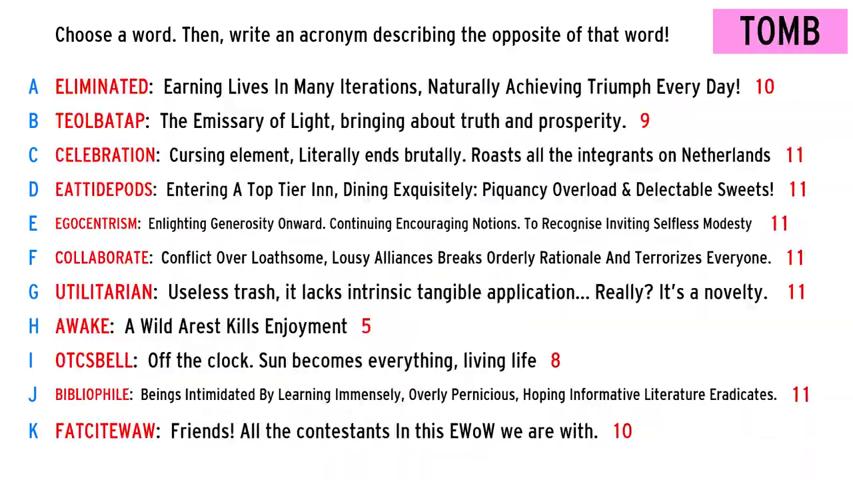 Choose a word. Then, write an acronym describing the opposite of that word!
TOMB
A ELIMINATED: Earning Lives In Many Iterations, Naturally Achieving Triumph Every Day! 10
B TEOLBATAP: The Emissary of Light, bringing about truth and prosperity. 9
C CELEBRATION: Cursing element, Literally ends brutally. Roasts all the integrants on Netherlands 11
D EATTIDEPODS: Entering A Top Tier Inn, Dining Exquisitely: Piquancy Overload & Delectable Sweets! 11
E EGOCENTRISM: Enlighting Generosity Onward. Continuing Encouraging Notions. To Recognise Inviting Selfless Modesty 11
F COLLABORATE: Conflict Over Loathsome, Lousy Alliances Breaks Orderly Rationale And Terrorizes Everyone. 11
G UTILITARIAN: Useless trash, it lacks intrinsic tangible application... Really? It's a novelty. 11
H AWAKE: A Wild Arest Kills Enjoyment 5
I OTCSBELL: Off the clock. Sun becomes everything, living life 8
J BIBLIOPHILE: Beings Intimidated By Learning Immensely, Overly Pernicious, Hoping Informative Literature Eradicates. 11
K FATCITEWAW: Friends! All the contestants In this EWoW we are with. 10